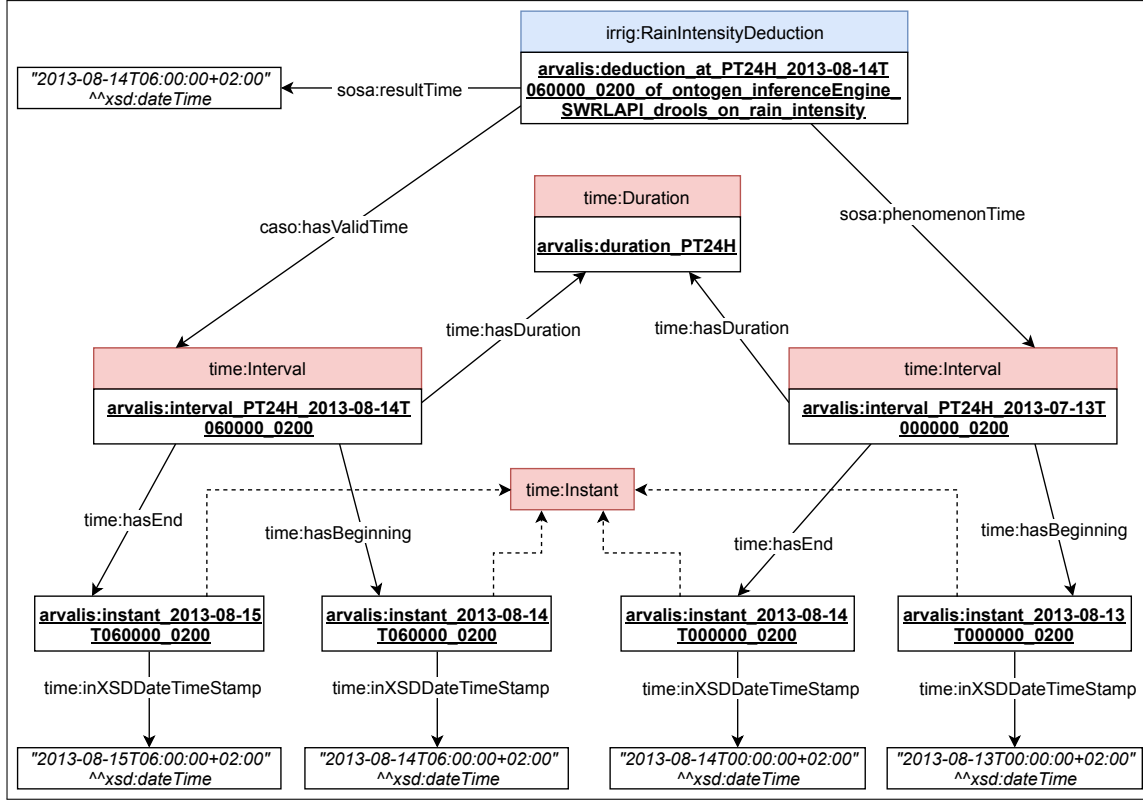 irrig:RainIntensityDeduction
arvalis:deduction_at_PT24H_2013-08-14T
060000_0200_of_ontogen_inferenceEngine_
SWRLAPI_drools_on_rain_intensity
"2013-08-14T06:00:00+02:00"
^^xsd:dateTime
sosa:resultTime
time:Duration
arvalis:duration_PT24H
caso:hasValidTime
sosa:phenomenonTime
time:hasDuration
time:hasDuration
time:Interval
arvalis:interval_PT24H_2013-08-14T
060000_0200
time:Interval
arvalis:interval_PT24H_2013-07-13T
000000_0200
time:Instant
time:hasEnd
time:hasBeginning
time:hasEnd
time:hasBeginning
arvalis:instant_2013-08-15
T060000_0200
arvalis:instant_2013-08-14
T060000_0200
arvalis:instant_2013-08-14
T000000_0200
arvalis:instant_2013-08-13
T000000_0200
time:inXSDDateTimeStamp
time:inXSDDateTimeStamp
time:inXSDDateTimeStamp
time:inXSDDateTimeStamp
"2013-08-15T06:00:00+02:00"
^^xsd:dateTime
"2013-08-14T06:00:00+02:00"
^^xsd:dateTime
"2013-08-14T00:00:00+02:00"
^^xsd:dateTime
"2013-08-13T00:00:00+02:00"
^^xsd:dateTime